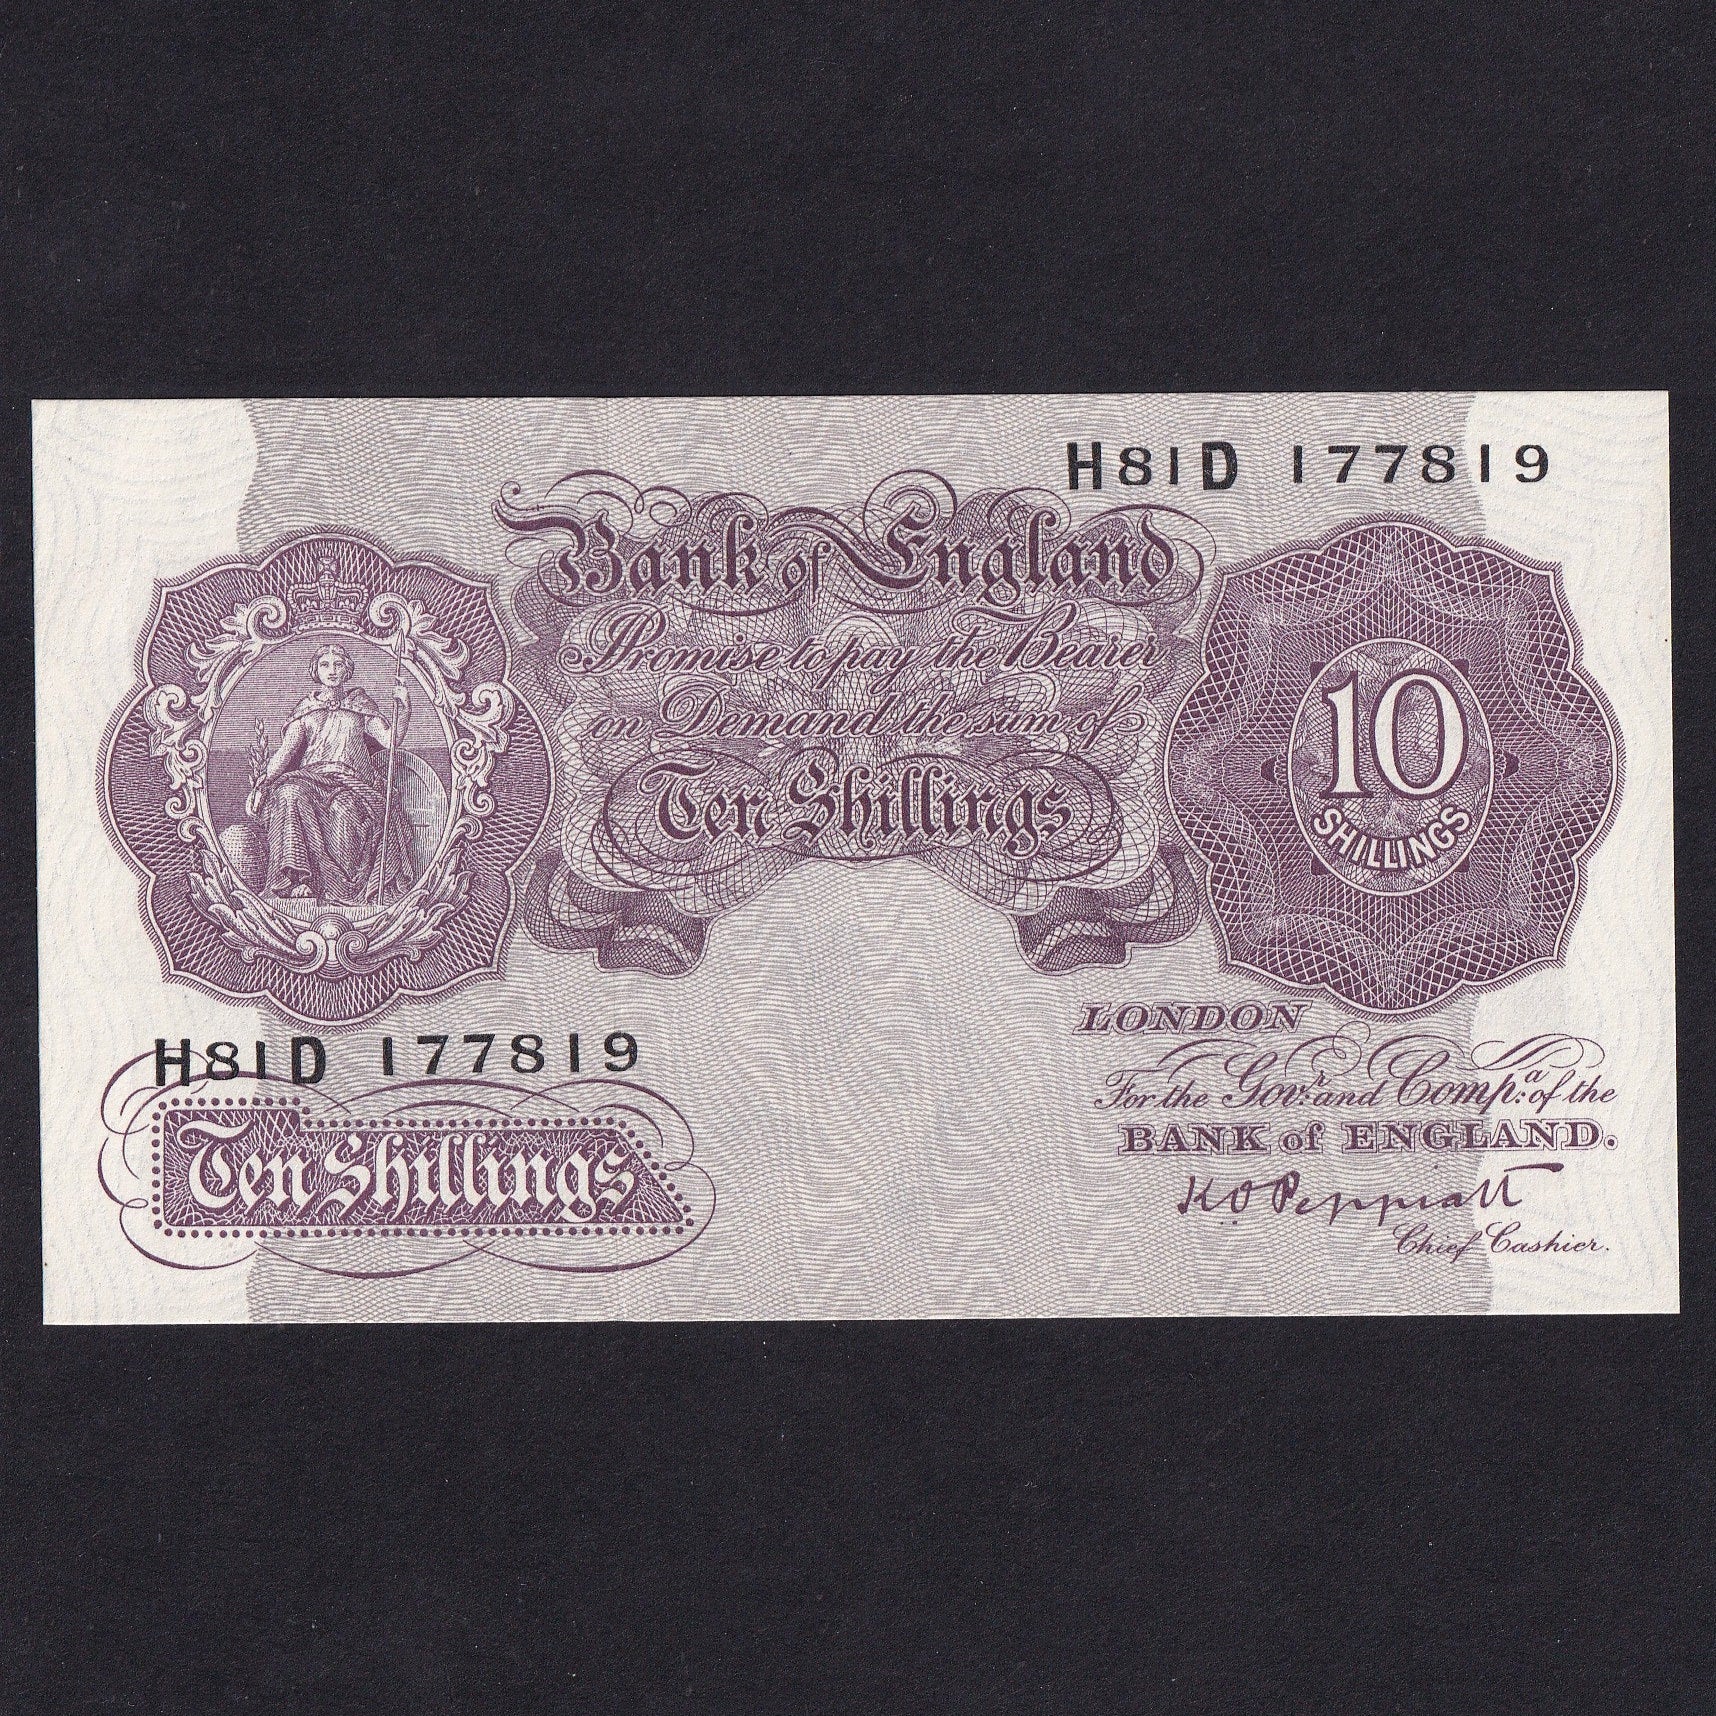 H81D 177819
Bank of England
Promise to pay the Bearer
on Demand the sum of
Ten Shillings
10
SHILLINGS
H81D 177819
Ten Shillings
LONDON
For the Govr: and Compa: of the
BANK of ENGLAND.
K O Peppiatt
Chief Cashier.